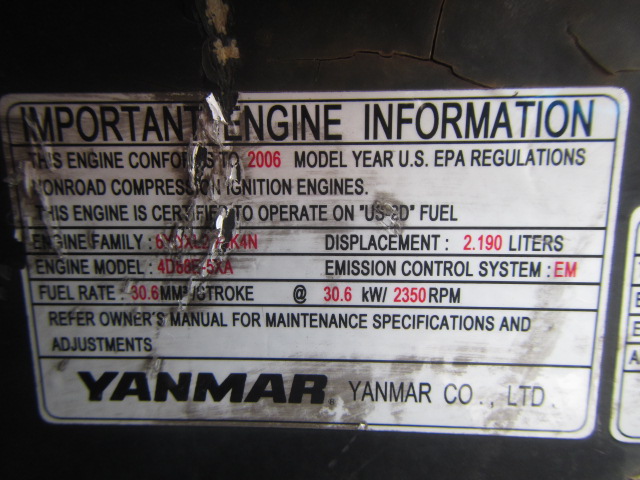 IMPORTANT ENGINE INFORMATION
THIS ENGINE CONFORMS TO 2006 MODEL YEAR U.S. EPA REGULATIONS
NONROAD COMPRESSION IGNITION ENGINES.
THIS ENGINE IS CERTIFIED TO OPERATE ON "US-2D" FUEL
ENGINE FAMILY : DISPLACEMENT : 2.190 LITERS
ENGINE MODEL : EMISSION CONTROL SYSTEM : EM
FUEL RATE : 30.6 MM³/STROKE @ 30.6 kW/ 2350 RPM
REFER OWNER'S MANUAL FOR MAINTENANCE SPECIFICATIONS AND
ADJUSTMENTS
YANMAR® YANMAR CO., LTD.